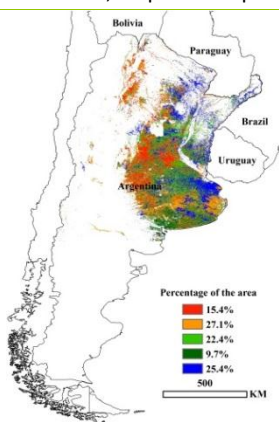 Bolivia
Paraguay
Brazil
Uruguay
Argentina
Percentage of the area
15.4%
27.1%
22.4%
9.7%
25.4%
500
KM